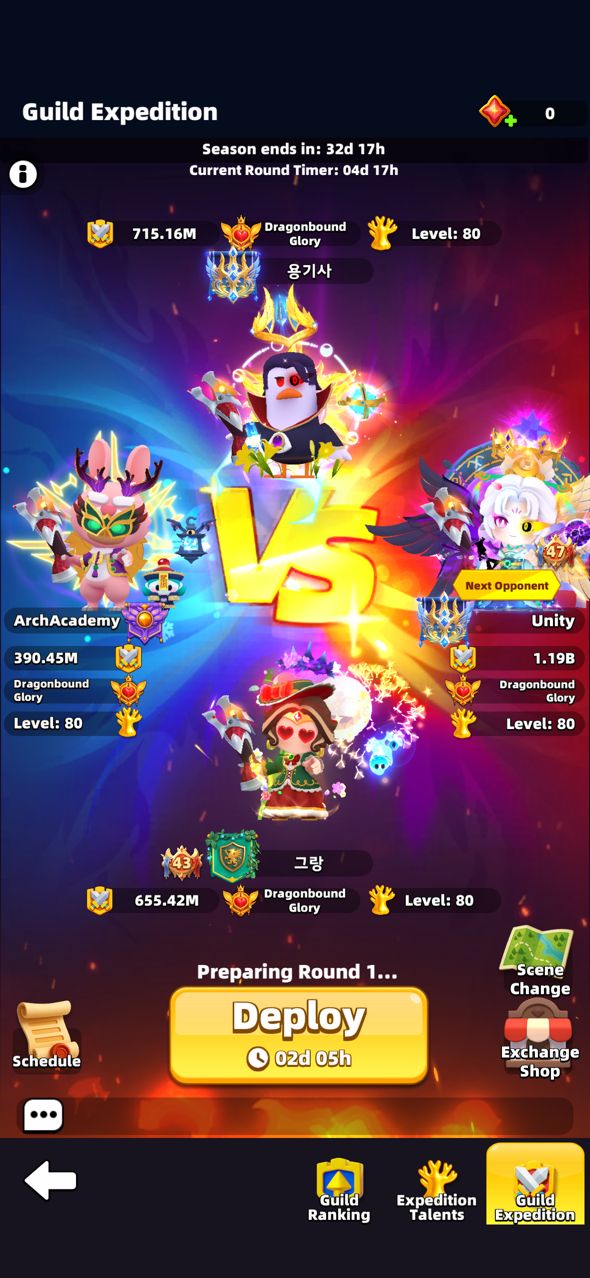 Guild Expedition
0
Season ends in: 32d 17h
Current Round Timer: 04d 17h
715.16M
Dragonbound
Glory
Level: 80
용기사
VS
47
Next Opponent
ArchAcademy
390.45M
Dragonbound
Glory
Level: 80
Unity
1.19B
Dragonbound
Glory
Level: 80
43
그랑
655.42M
Dragonbound
Glory
Level: 80
Preparing Round 1...
Deploy
02d 05h
Schedule
Scene
Change
Exchange
Shop
Guild
Ranking
Expedition
Talents
Guild
Expedition